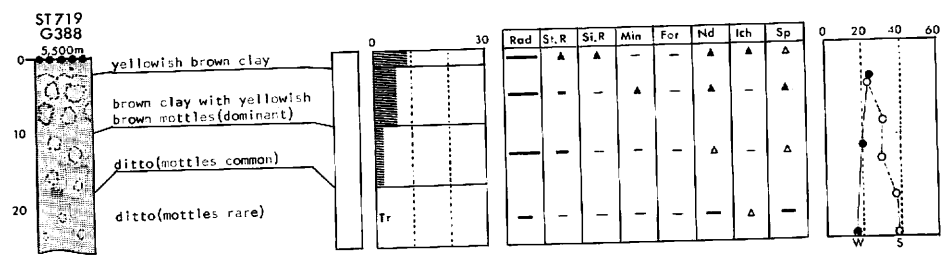 ST719
G388
5,500m
0
10
20
yellowish brown clay
brown clay with yellowish
brown mottles(dominant)
ditto(mottles common)
ditto(mottles rare)
0 30
Tr
Rad St.R Si.R Min For Nd Ich Sp
0 20 40 60
W S